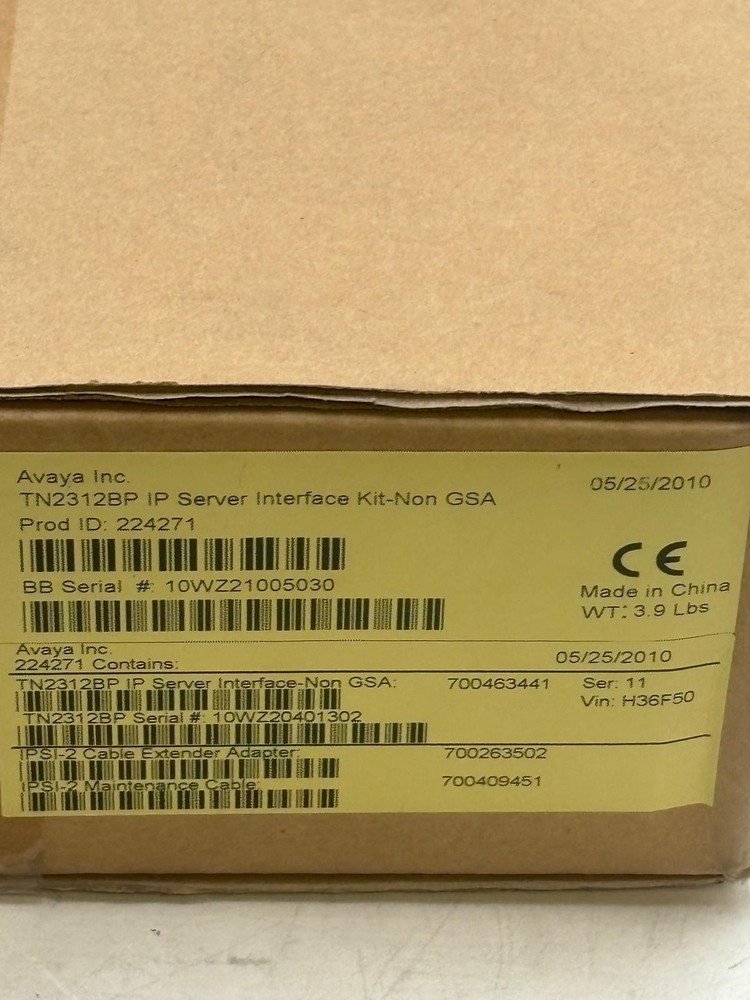 Avaya Inc.
05/25/2010
TN2312BP IP Server Interface Kit-Non GSA
Prod ID: 224271
CE
BB Serial #: 10WZ21005030
Made in China
WT: 3.9 Lbs
Avaya Inc.
224271 Contains:
05/25/2010
TN2312BP IP Server Interface-Non GSA: 700463441 Ser: 11
Vin: H36F50
TN2312BP Serial #: 10WZ20401302
IPSI-2 Cable Extender Adapter: 700263502
IPSI-2 Maintenance Cable: 700409451